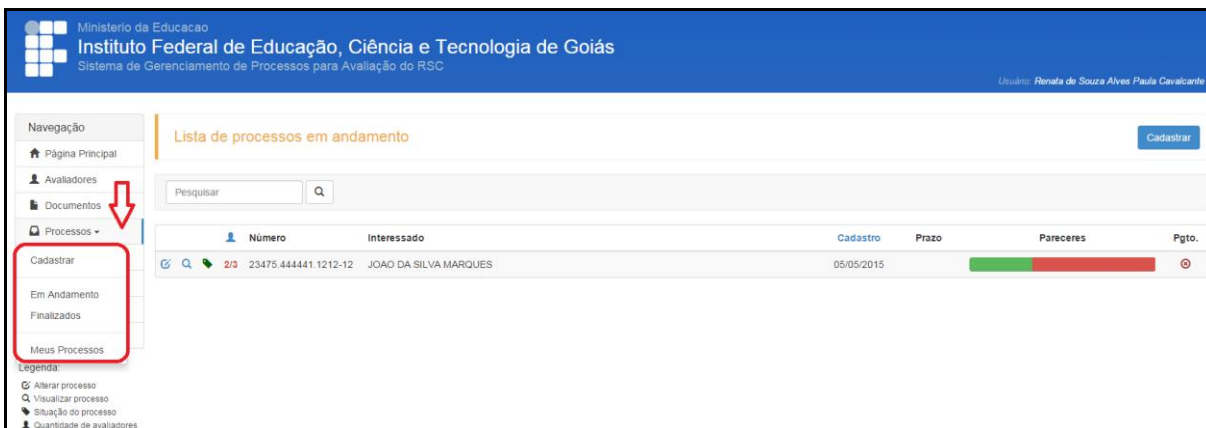 Ministerio da Educacao
Instituto Federal de Educação, Ciência e Tecnologia de Goiás
Sistema de Gerenciamento de Processos para Avaliação do RSC
Usuário: Renata de Souza Alves Paula Cavalcante
Navegação
Página Principal
Avaliadores
Documentos
Processos
Cadastrar
Em Andamento
Finalizados
Meus Processos
Legenda:
Alterar processo
Visualizar processo
Situação do processo
Quantidade de avaliadores
Lista de processos em andamento
Cadastrar
Pesquisar
Número Interessado Cadastro Prazo Pareceres Pgto.
2/3 23475.444441.1212-12 JOAO DA SILVA MARQUES 05/05/2015